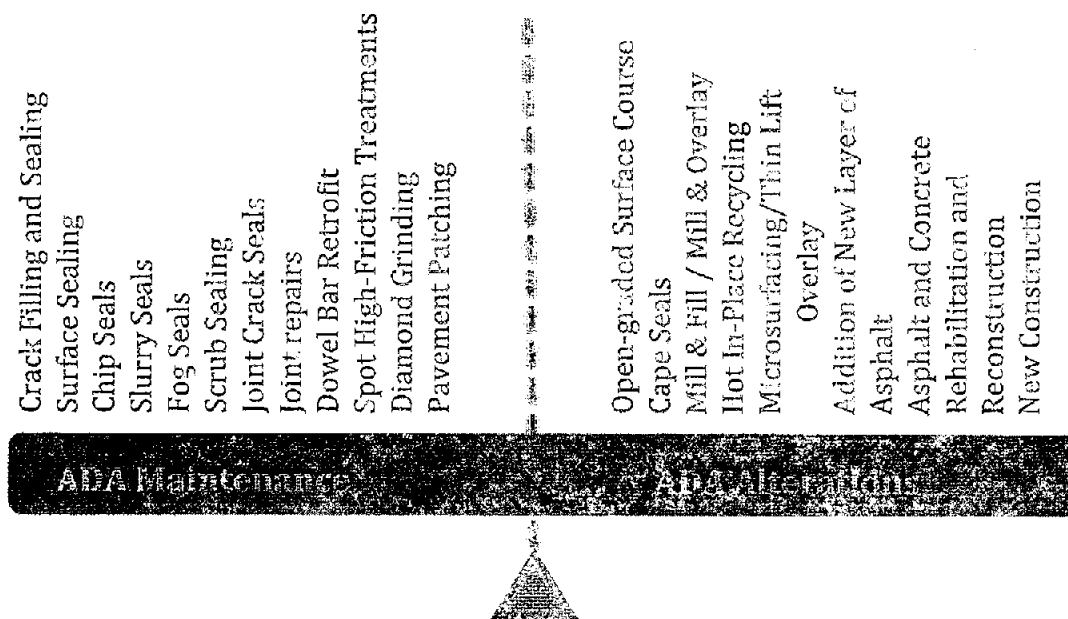 Crack Filling and Sealing
Surface Sealing
Chip Seals
Slurry Seals
Fog Seals
Scrub Sealing
Joint Crack Seals
Joint repairs
Dowel Bar Retrofit
Spot High-Friction Treatments
Diamond Grinding
Pavement Patching
Open-graded Surface Course
Cape Seals
Mill & Fill / Mill & Overlay
Hot In-Place Recycling
Microsurfacing/Thin Lift
Overlay
Addition of New Layer of
Asphalt
Asphalt and Concrete
Rehabilitation and
Reconstruction
New Construction
ADA Maintenance
ADA Alterations